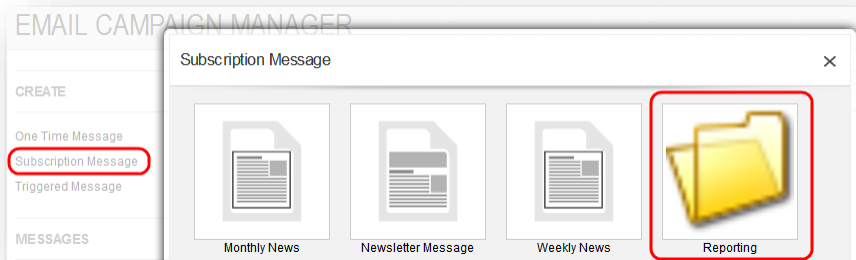 EMAIL CAMPAIGN MANAGER
Subscription Message
CREATE
One Time Message
Subscription Message
Triggered Message
MESSAGES
Monthly News
Newsletter Message
Weekly News
Reporting